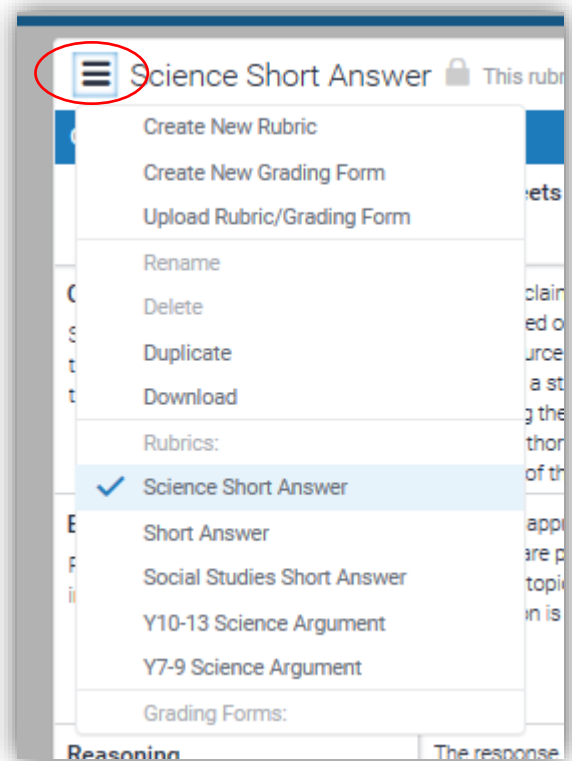 Science Short Answer This
Create New Rubric
Create New Grading Form
Upload Rubric/Grading Form
Rename
Delete
Duplicate
Download
Rubrics:
Science Short Answer
Short Answer
Social Studies Short Answer
Y10-13 Science Argument
Y7-9 Science Argument
Grading Forms:
Reasoning The response